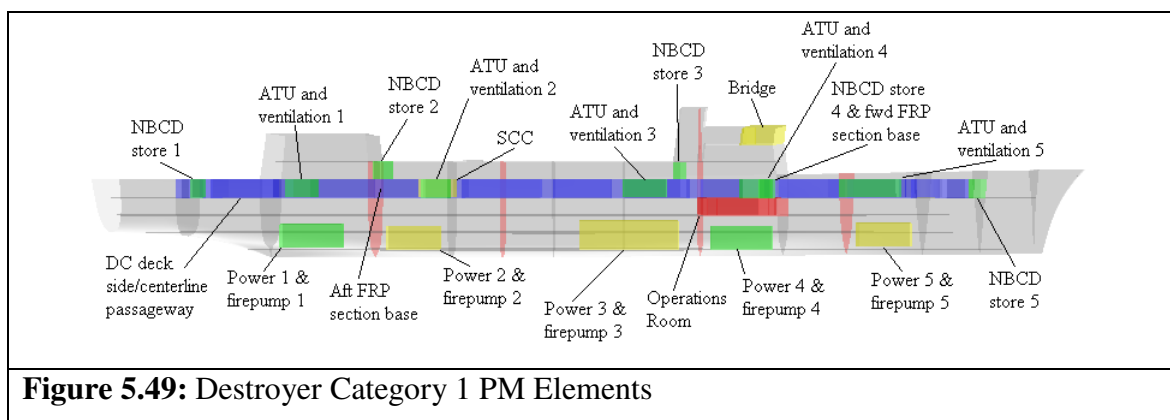 NBCD
store 1
ATU and
ventilation 1
NBCD
store 2
ATU and
ventilation 2
SCC
ATU and
ventilation 3
NBCD
store 3
Bridge
ATU and
ventilation 4
NBCD store
4 & fwd FRP
section base
ATU and
ventilation 5
DC deck
side/centerline
passageway
Power 1 &
firepump 1
Aft FRP
section base
Power 2 &
firepump 2
Power 3 &
firepump 3
Operations
Room
Power 4 &
firepump 4
Power 5 &
firepump 5
NBCD
store 5
Figure 5.49: Destroyer Category 1 PM Elements